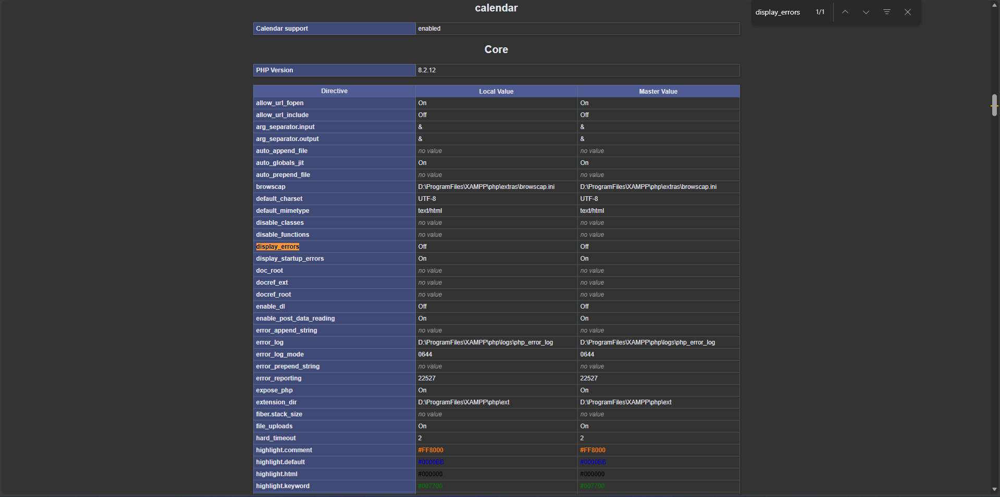 calendar
display_errors 1/1
Calendar support enabled
Core
PHP Version 8.2.12
Directive Local Value Master Value
allow_url_fopen On On
allow_url_include Off Off
arg_separator.input & &
arg_separator.output & &
auto_append_file no value no value
auto_globals_jit On On
auto_prepend_file no value no value
browscap D:\ProgramFiles\XAMPP\php\extras\browscap.ini D:\ProgramFiles\XAMPP\php\extras\browscap.ini
default_charset UTF-8 UTF-8
default_mimetype text/html text/html
disable_classes no value no value
disable_functions no value no value
display_errors Off Off
display_startup_errors On On
doc_root no value no value
docref_ext no value no value
docref_root no value no value
enable_dl Off Off
enable_post_data_reading On On
error_append_string no value no value
error_log D:\ProgramFiles\XAMPP\php\logs\php_error_log D:\ProgramFiles\XAMPP\php\logs\php_error_log
error_log_mode 0644 0644
error_prepend_string no value no value
error_reporting 22527 22527
expose_php On On
extension_dir D:\ProgramFiles\XAMPP\php\ext D:\ProgramFiles\XAMPP\php\ext
fiber.stack_size no value no value
file_uploads On On
hard_timeout 2 2
highlight.comment #FF8000 #FF8000
highlight.default #0000BB #0000BB
highlight.html #000000 #000000
highlight.keyword #007700 #007700